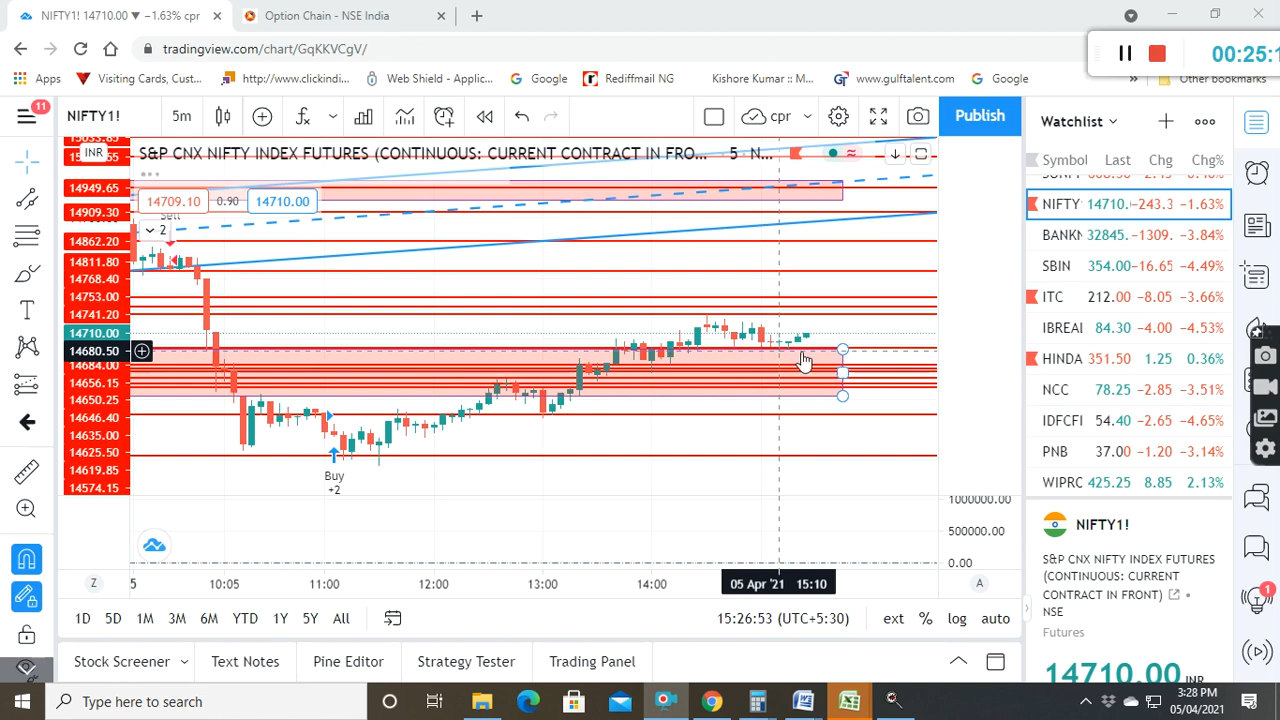 NIFTY1! 14710.00 ▼ −1.63% cpr
Option Chain - NSE India
tradingview.com/chart/GqKKVCgV/
00:25:1
Apps
Visiting Cards, Cust...
http://www.clickindi...
Web Shield - Applic...
Google
Rediffmail NG
Kishore Kumar :: M...
www.gulftalent.com
Google
»
Other bookmarks
11
NIFTY1!
5m
cpr
Publish
Watchlist
INR
S&P CNX NIFTY INDEX FUTURES (CONTINUOUS: CURRENT CONTRACT IN FRO... · 5 · N...
14709.10
0.90
14710.00
Sell
2
14949.65
14909.30
14862.20
14811.80
14768.40
14753.00
14741.20
14710.00
14680.50
14684.00
14656.15
14650.25
14646.40
14635.00
14625.50
14619.85
14574.15
Buy
+2
1000000.00
500000.00
0.00
Z
5
10:05
11:00
12:00
13:00
14:00
05 Apr '21 15:10
A
Symbol Last Chg Chg%
NIFTY 14710. −243.3 −1.63%
BANKN 32845. −1309. −3.84%
SBIN 354.00 −16.65 −4.49%
ITC 212.00 −8.05 −3.66%
IBREAI 84.30 −4.00 −4.53%
HINDA 351.50 1.25 0.36%
NCC 78.25 −2.85 −3.51%
IDFCFI 54.40 −2.65 −4.65%
PNB 37.00 −1.20 −3.14%
WIPRC 425.25 8.85 2.13%
NIFTY1!
S&P CNX NIFTY INDEX FUTURES
(CONTINUOUS: CURRENT
CONTRACT IN FRONT)
NSE
Futures
14710.00 INR
1
1D 5D 1M 3M 6M YTD 1Y 5Y All
15:26:53 (UTC+5:30)
ext % log auto
Stock Screener
Text Notes
Pine Editor
Strategy Tester
Trading Panel
Type here to search
3:28 PM
05/04/2021